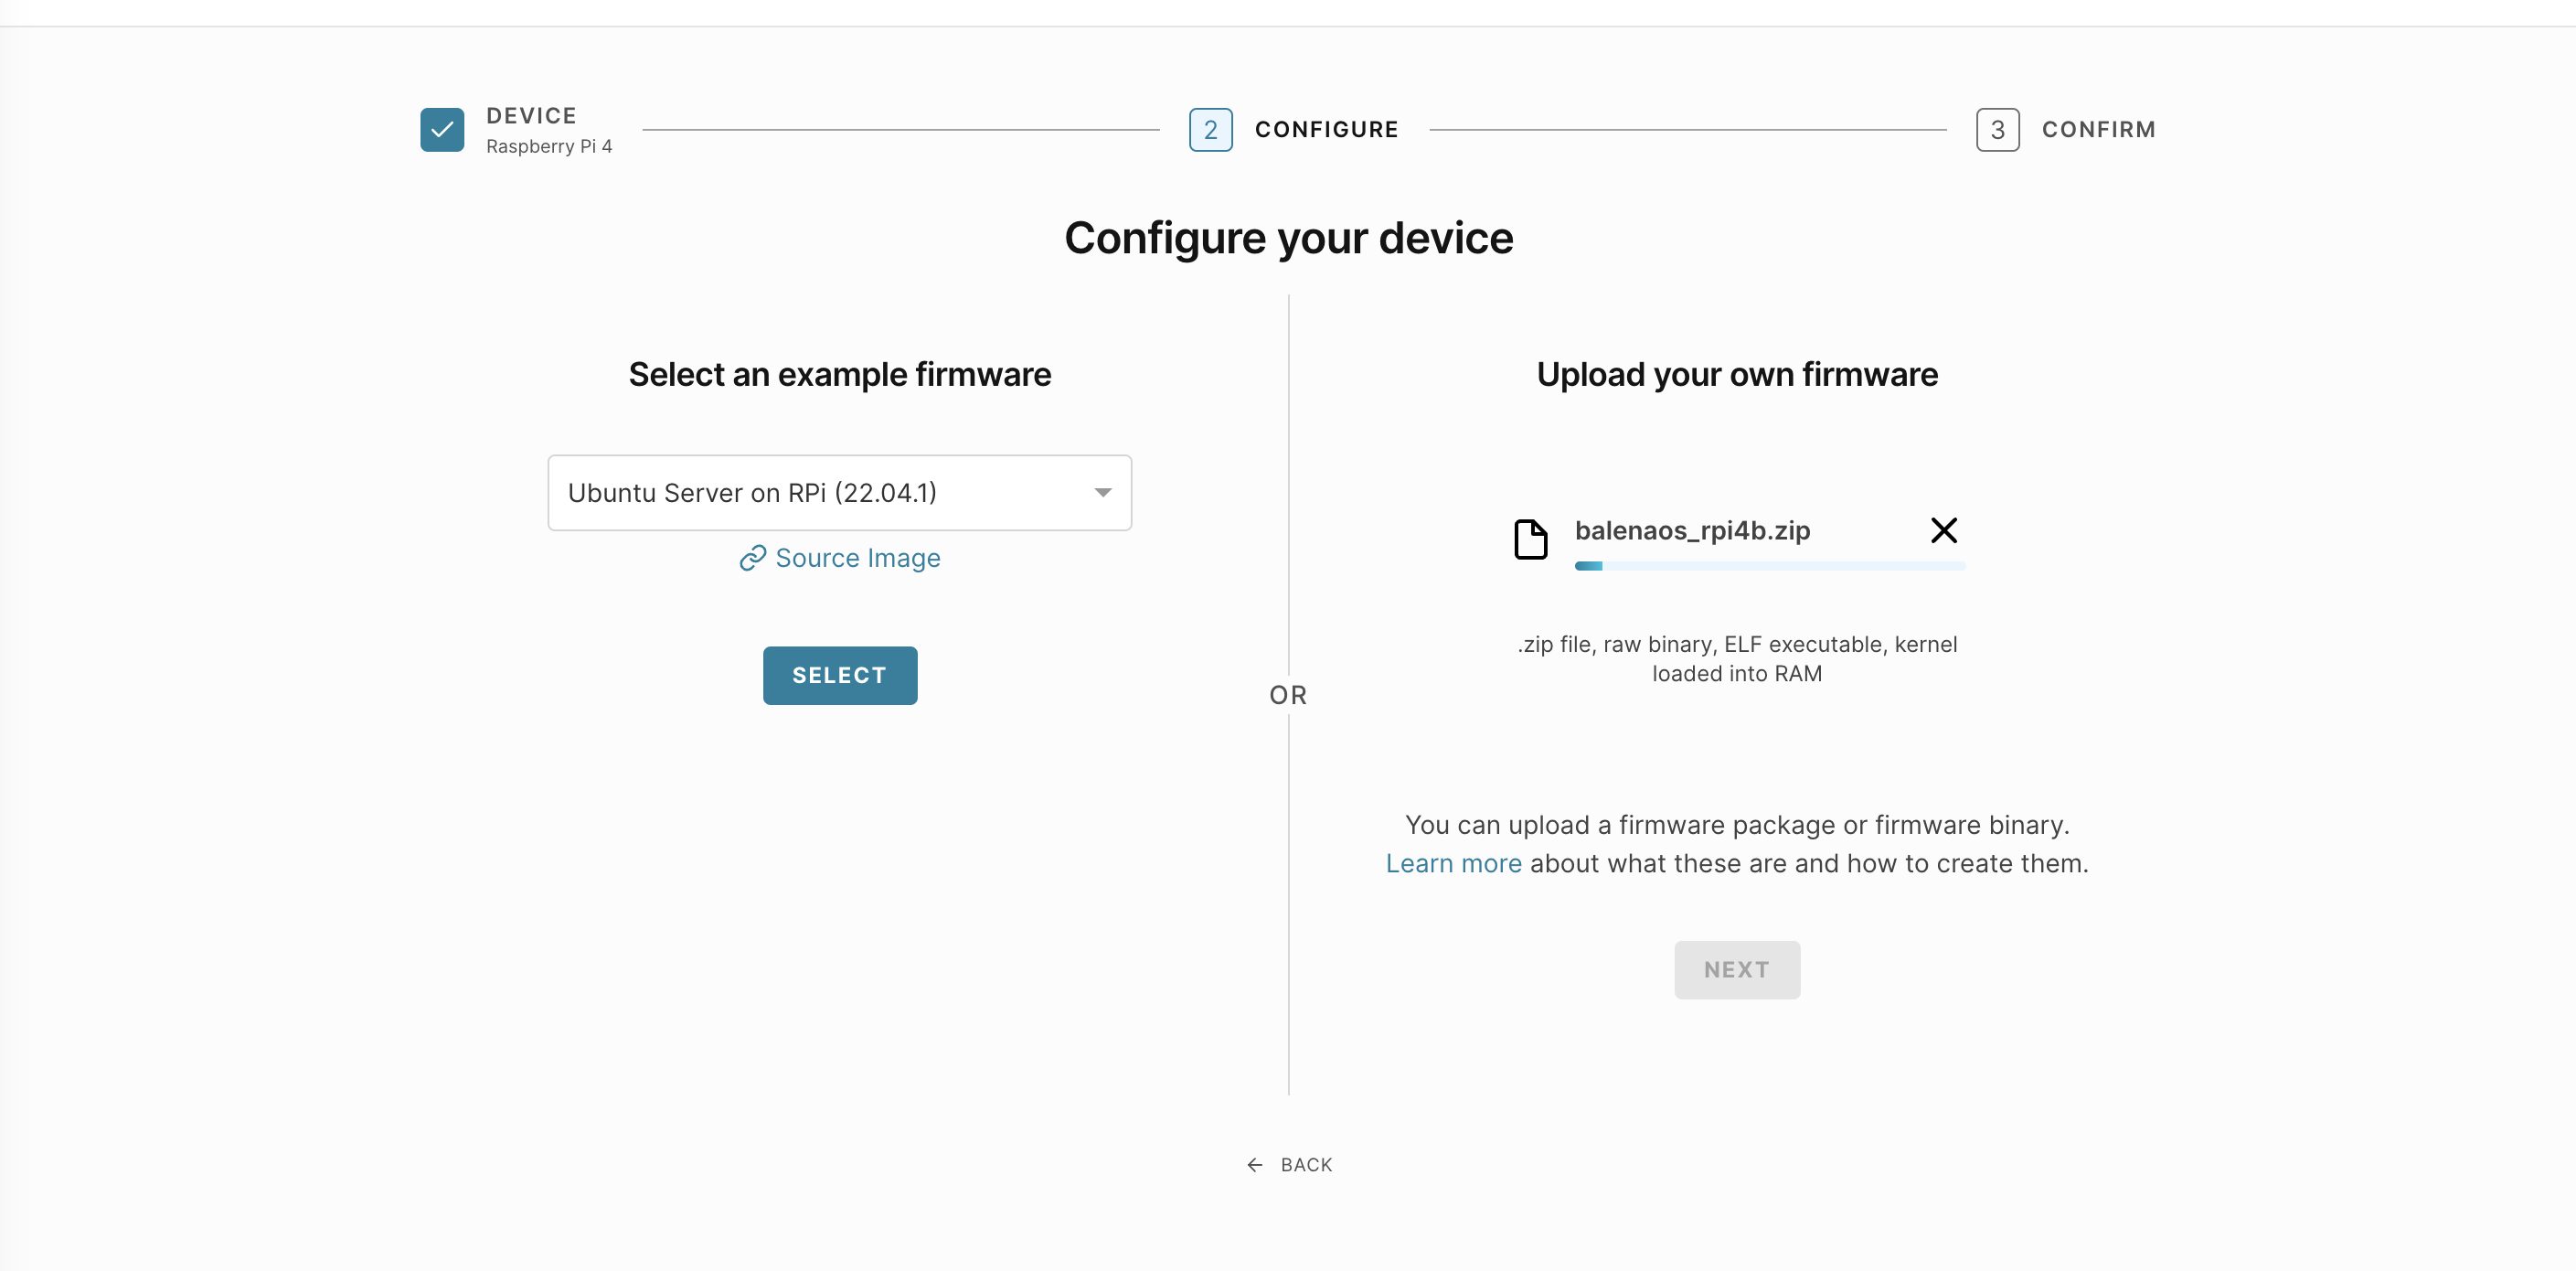 DEVICE
Raspberry Pi 4
2
CONFIGURE
3
CONFIRM
Configure your device
Select an example firmware
Ubuntu Server on RPi (22.04.1)
Source Image
SELECT
OR
Upload your own firmware
balenaos_rpi4b.zip
.zip file, raw binary, ELF executable, kernel
loaded into RAM
You can upload a firmware package or firmware binary.
Learn more about what these are and how to create them.
NEXT
BACK